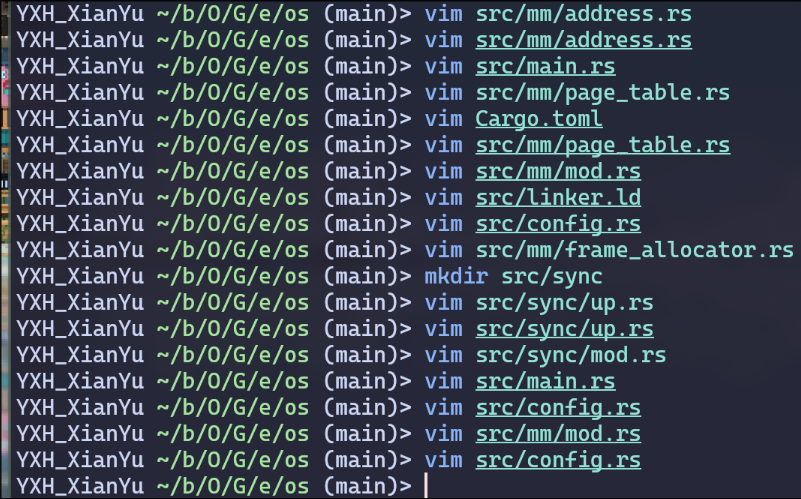 YXH_XianYu ~/b/O/G/e/os (main)> vim src/mm/address.rs
YXH_XianYu ~/b/O/G/e/os (main)> vim src/mm/address.rs
YXH_XianYu ~/b/O/G/e/os (main)> vim src/main.rs
YXH_XianYu ~/b/O/G/e/os (main)> vim src/mm/page_table.rs
YXH_XianYu ~/b/O/G/e/os (main)> vim Cargo.toml
YXH_XianYu ~/b/O/G/e/os (main)> vim src/mm/page_table.rs
YXH_XianYu ~/b/O/G/e/os (main)> vim src/mm/mod.rs
YXH_XianYu ~/b/O/G/e/os (main)> vim src/linker.ld
YXH_XianYu ~/b/O/G/e/os (main)> vim src/config.rs
YXH_XianYu ~/b/O/G/e/os (main)> vim src/mm/frame_allocator.rs
YXH_XianYu ~/b/O/G/e/os (main)> mkdir src/sync
YXH_XianYu ~/b/O/G/e/os (main)> vim src/sync/up.rs
YXH_XianYu ~/b/O/G/e/os (main)> vim src/sync/up.rs
YXH_XianYu ~/b/O/G/e/os (main)> vim src/sync/mod.rs
YXH_XianYu ~/b/O/G/e/os (main)> vim src/main.rs
YXH_XianYu ~/b/O/G/e/os (main)> vim src/config.rs
YXH_XianYu ~/b/O/G/e/os (main)> vim src/mm/mod.rs
YXH_XianYu ~/b/O/G/e/os (main)> vim src/config.rs
YXH_XianYu ~/b/O/G/e/os (main)>